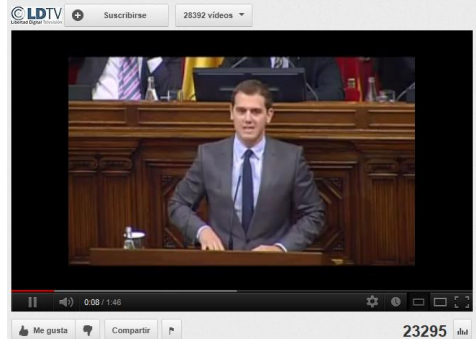 LDTV
Libertad Digital Televisión
Suscribirse
28392 vídeos
0:08 / 1:46
Me gusta
Compartir
23295